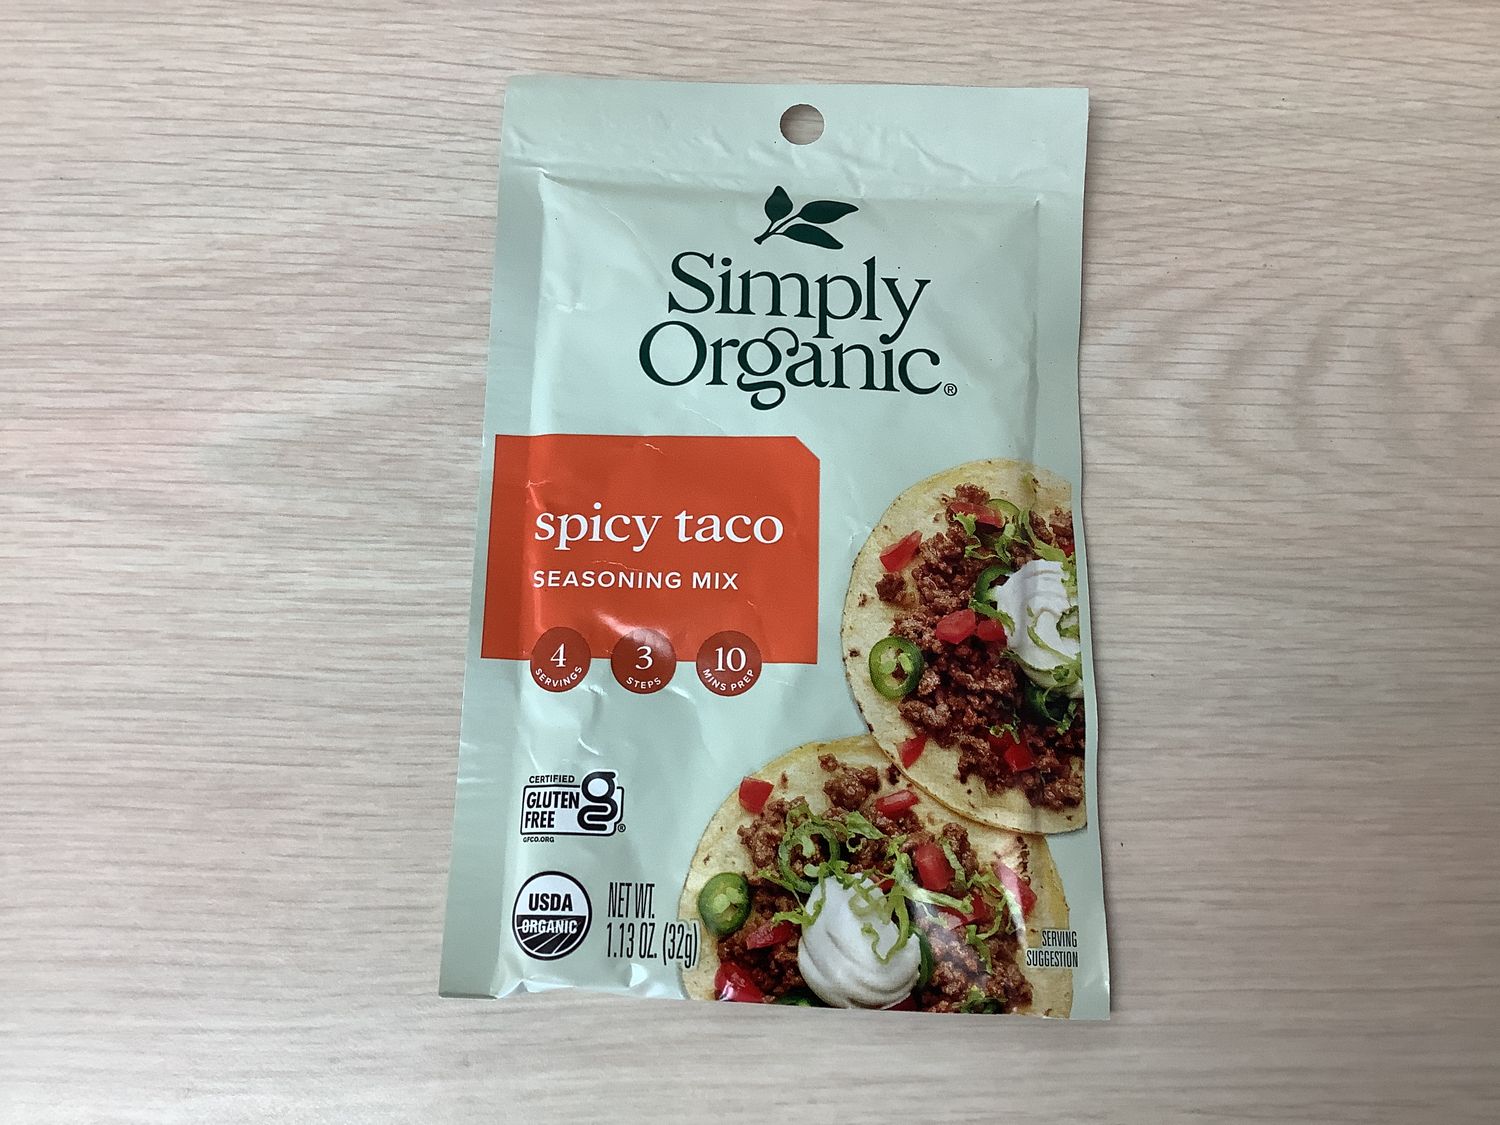 Simply
Organic®
spicy taco
SEASONING MIX
4
SERVINGS
3
STEPS
10
MINS PREP
CERTIFIED
GLUTEN
FREE
®
GFCO.ORG
USDA
ORGANIC
NET WT.
1.13 OZ. (32g)
SERVING
SUGGESTION